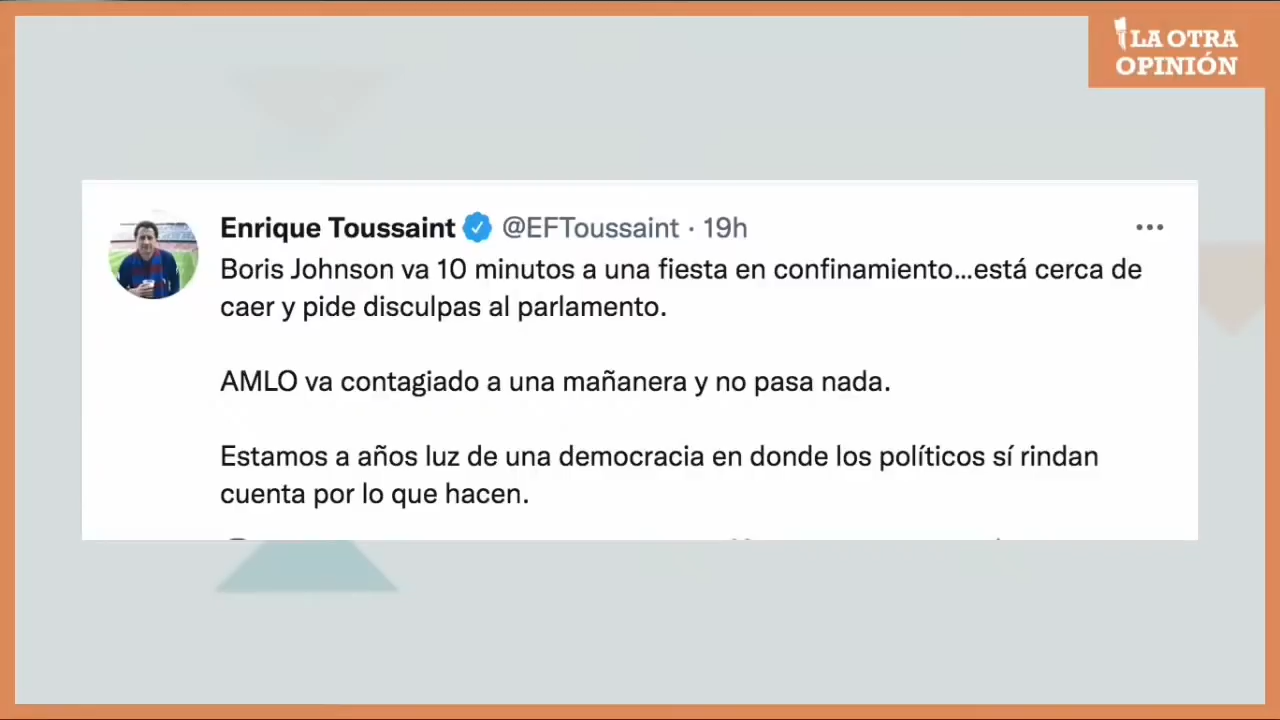 LA OTRA
OPINIÓN
Enrique Toussaint @EFToussaint · 19h
Boris Johnson va 10 minutos a una fiesta en confinamiento...está cerca de
caer y pide disculpas al parlamento.
AMLO va contagiado a una mañanera y no pasa nada.
Estamos a años luz de una democracia en donde los políticos sí rindan
cuenta por lo que hacen.